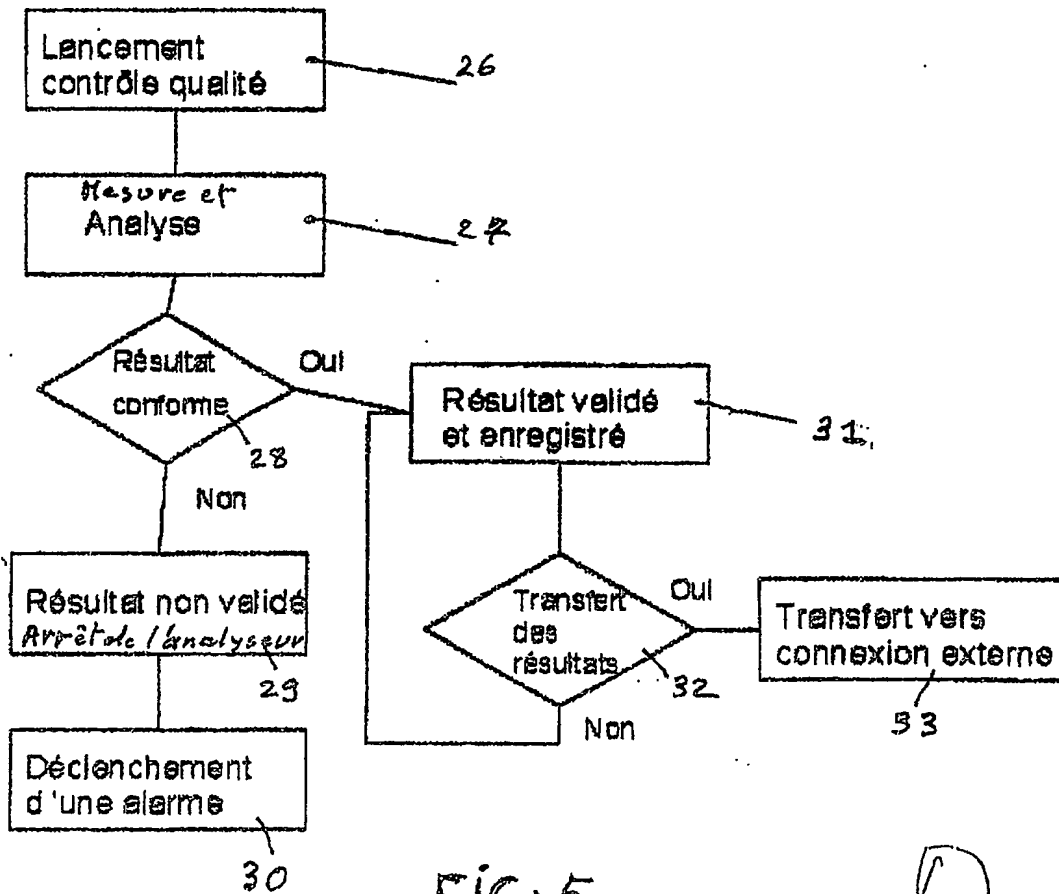 Lancement
contrôle qualité
26
Mesure et
Analyse
27
Résultat
conforme
28
Oui
Non
Résultat validé
et enregistré
31
Résultat non validé
Arrêt de l'analyseur
29
Transfert
des
résultats
32
Oui
Non
Transfert vers
connexion externe
33
Déclenchement
d'une alarme
30
FIG. 5